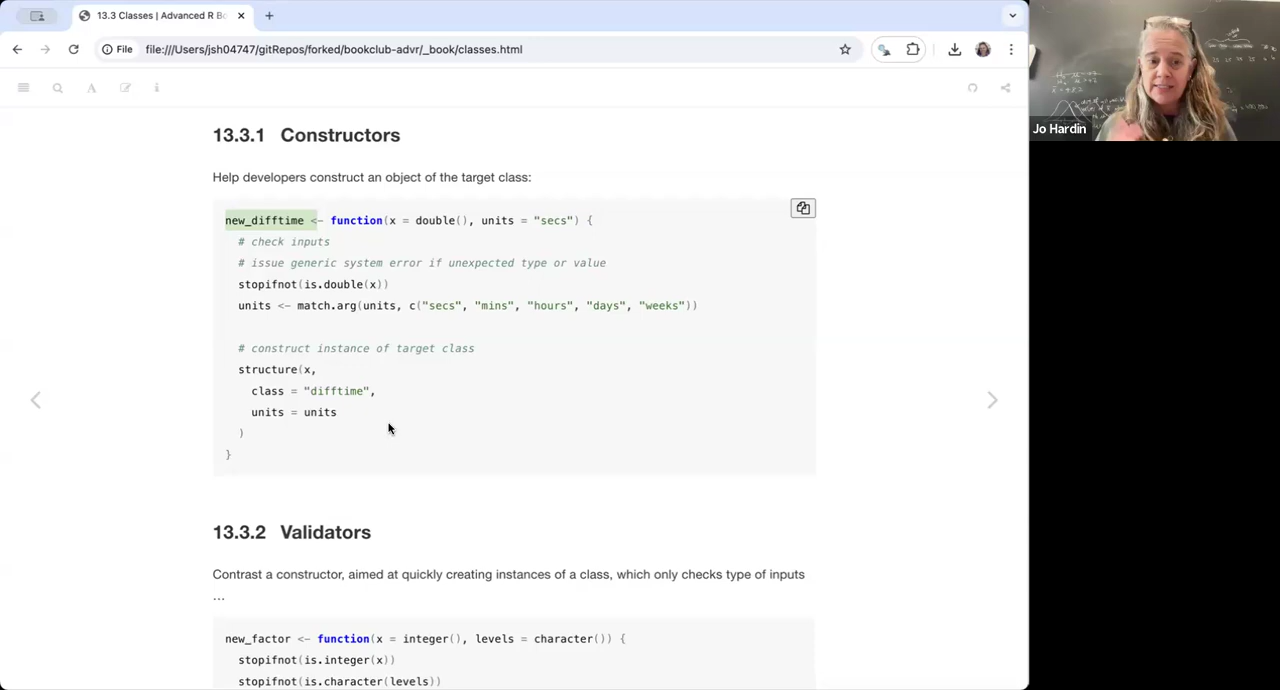 13.3 Classes | Advanced R Bo
File
file:///Users/jsh04747/gitRepos/forked/bookclub-advr/_book/classes.html
Jo Hardin
13.3.1 Constructors
Help developers construct an object of the target class:
new_difftime <- function(x = double(), units = "secs") {
# check inputs
# issue generic system error if unexpected type or value
stopifnot(is.double(x))
units <- match.arg(units, c("secs", "mins", "hours", "days", "weeks"))
# construct instance of target class
structure(x,
class = "difftime",
units = units
)
}
13.3.2 Validators
Contrast a constructor, aimed at quickly creating instances of a class, which only checks type of inputs
…
new_factor <- function(x = integer(), levels = character()) {
stopifnot(is.integer(x))
stopifnot(is.character(levels))